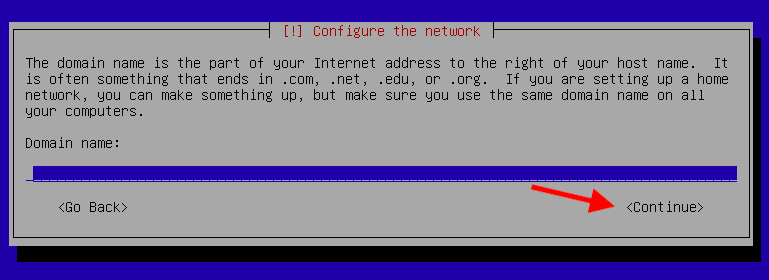 [!] Configure the network
The domain name is the part of your Internet address to the right of your host name.  It
is often something that ends in .com, .net, .edu, or .org.  If you are setting up a home
network, you can make something up, but make sure you use the same domain name on all
your computers.
Domain name:
<Go Back> <Continue>